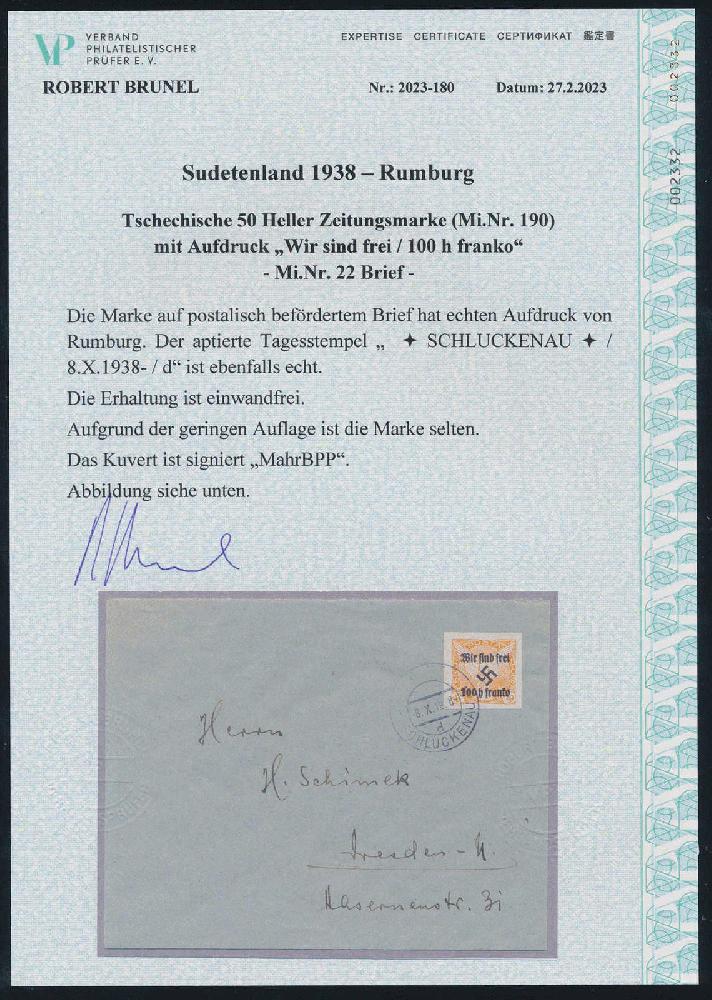 VP
VERBAND
PHILATELISTISCHER
PRÜFER E. V.
EXPERTISE CERTIFICATE СЕРТИФИКАТ 鑑定書
ROBERT BRUNEL
Nr.: 2023-180 Datum: 27.2.2023
002332
002332
Sudetenland 1938 – Rumburg
Tschechische 50 Heller Zeitungsmarke (Mi.Nr. 190)
mit Aufdruck „Wir sind frei / 100 h franko“
- Mi.Nr. 22 Brief -
Die Marke auf postalisch befördertem Brief hat echten Aufdruck von
Rumburg. Der aptierte Tagesstempel „ ✦ SCHLUCKENAU ✦ /
8.X.1938- / d“ ist ebenfalls echt.
Die Erhaltung ist einwandfrei.
Aufgrund der geringen Auflage ist die Marke selten.
Das Kuvert ist signiert „MahrBPP“.
Abbildung siehe unten.
Wir sind frei
100 h franko
8.X.
d
SCHLUCKENAU
Herrn
H. Schimek
Dresden-N.
Kasernenstr. 3i